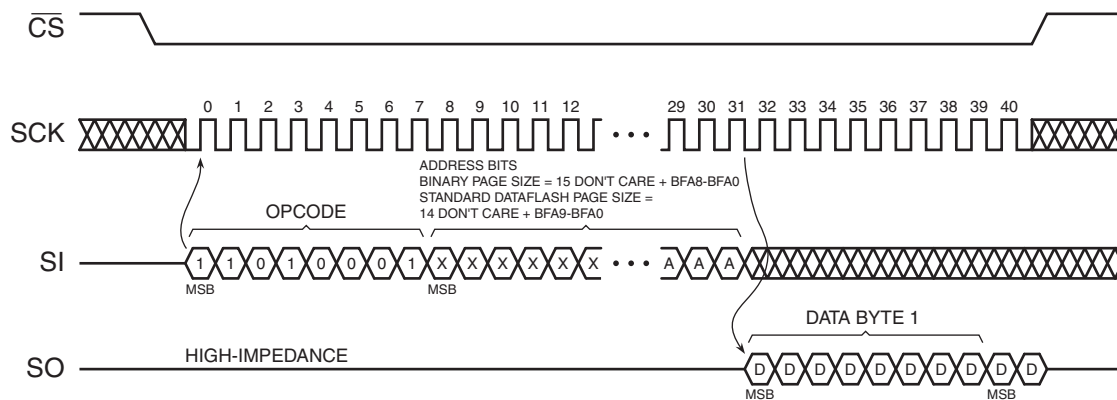 CS
SCK
0 1 2 3 4 5 6 7 8 9 10 11 12 29 30 31 32 33 34 35 36 37 38 39 40
ADDRESS BITS
BINARY PAGE SIZE = 15 DON'T CARE + BFA8-BFA0
STANDARD DATAFLASH PAGE SIZE =
14 DON'T CARE + BFA9-BFA0
OPCODE
SI
1 1 0 1 0 0 0 1 X X X X X X A A A
MSB MSB
DATA BYTE 1
SO
HIGH-IMPEDANCE
D D D D D D D D D D
MSB MSB